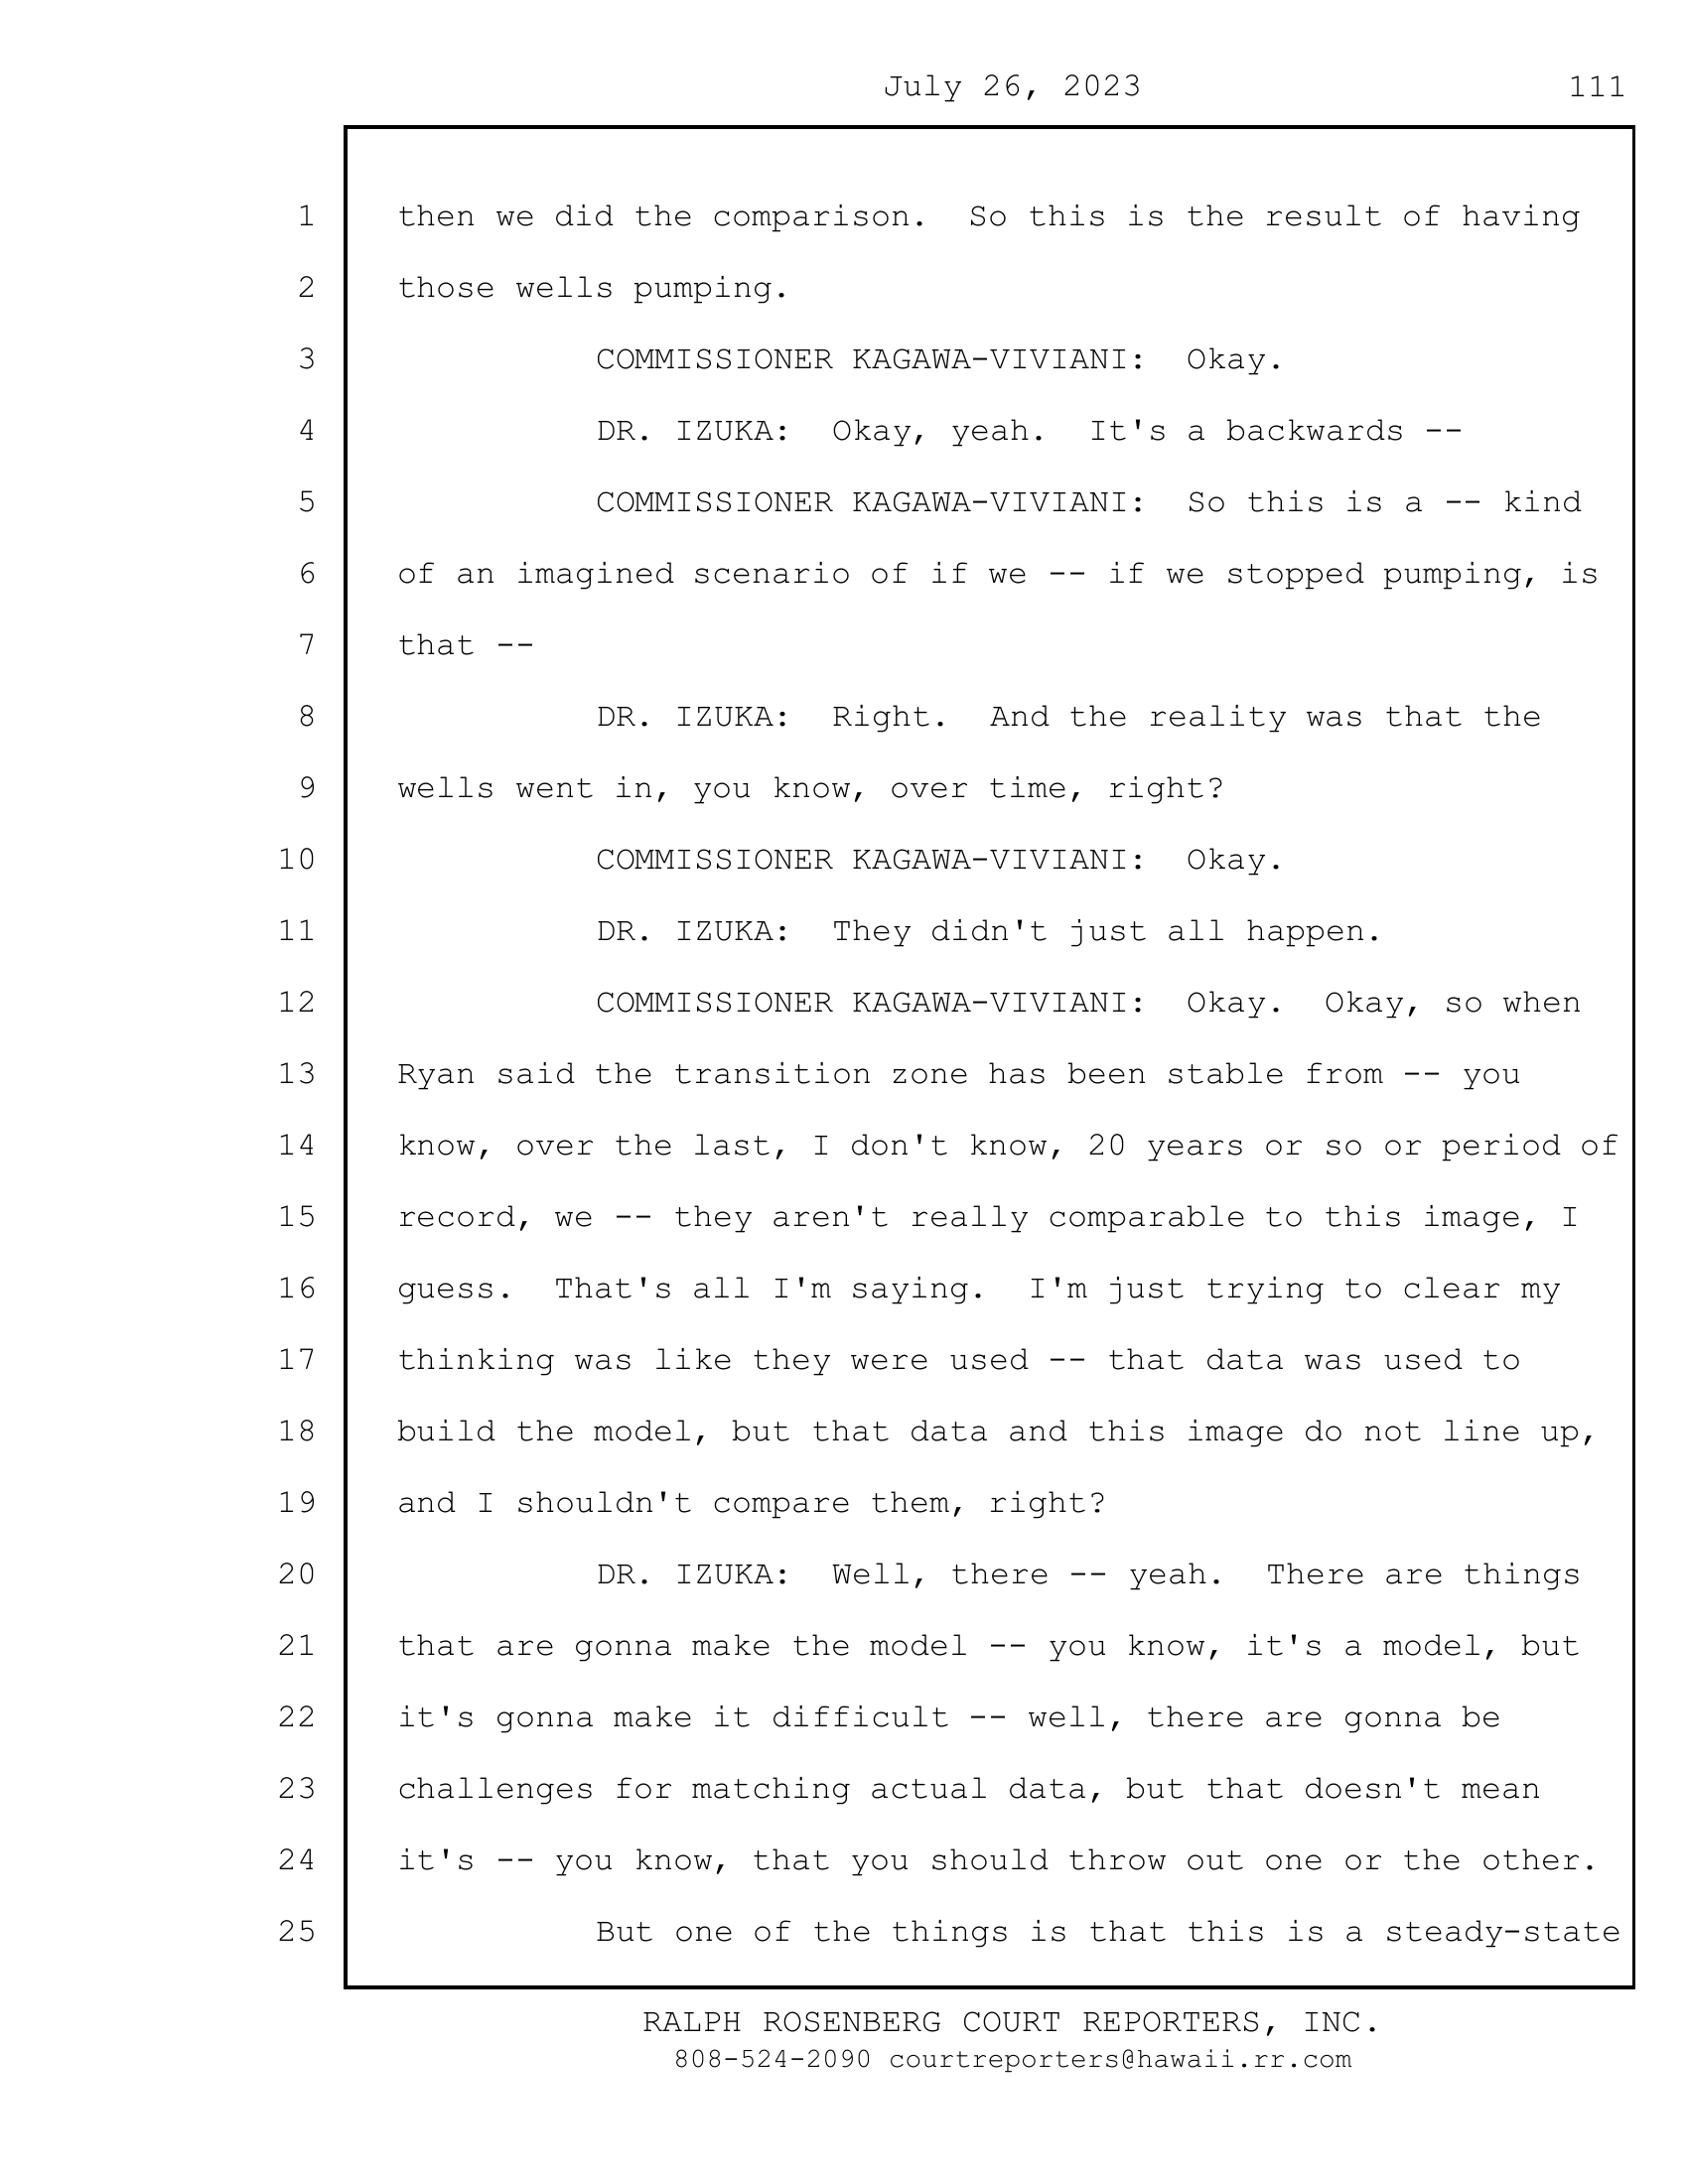 July 26, 2023 111
1 then we did the comparison.  So this is the result of having
2 those wells pumping.
3 COMMISSIONER KAGAWA-VIVIANI:  Okay.
4 DR. IZUKA:  Okay, yeah.  It's a backwards --
5 COMMISSIONER KAGAWA-VIVIANI:  So this is a -- kind
6 of an imagined scenario of if we -- if we stopped pumping, is
7 that --
8 DR. IZUKA:  Right.  And the reality was that the
9 wells went in, you know, over time, right?
10 COMMISSIONER KAGAWA-VIVIANI:  Okay.
11 DR. IZUKA:  They didn't just all happen.
12 COMMISSIONER KAGAWA-VIVIANI:  Okay.  Okay, so when
13 Ryan said the transition zone has been stable from -- you
14 know, over the last, I don't know, 20 years or so or period of
15 record, we -- they aren't really comparable to this image, I
16 guess.  That's all I'm saying.  I'm just trying to clear my
17 thinking was like they were used -- that data was used to
18 build the model, but that data and this image do not line up,
19 and I shouldn't compare them, right?
20 DR. IZUKA:  Well, there -- yeah.  There are things
21 that are gonna make the model -- you know, it's a model, but
22 it's gonna make it difficult -- well, there are gonna be
23 challenges for matching actual data, but that doesn't mean
24 it's -- you know, that you should throw out one or the other.
25 But one of the things is that this is a steady-state
RALPH ROSENBERG COURT REPORTERS, INC.
808-524-2090 courtreporters@hawaii.rr.com